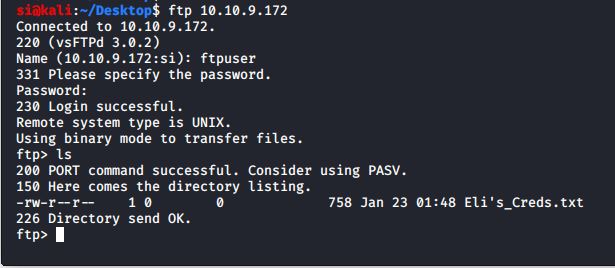 si@kali:~/Desktop$ ftp 10.10.9.172
Connected to 10.10.9.172.
220 (vsFTPd 3.0.2)
Name (10.10.9.172:si): ftpuser
331 Please specify the password.
Password:
230 Login successful.
Remote system type is UNIX.
Using binary mode to transfer files.
ftp> ls
200 PORT command successful. Consider using PASV.
150 Here comes the directory listing.
-rw-r--r--    1 0        0             758 Jan 23 01:48 Eli's_Creds.txt
226 Directory send OK.
ftp>